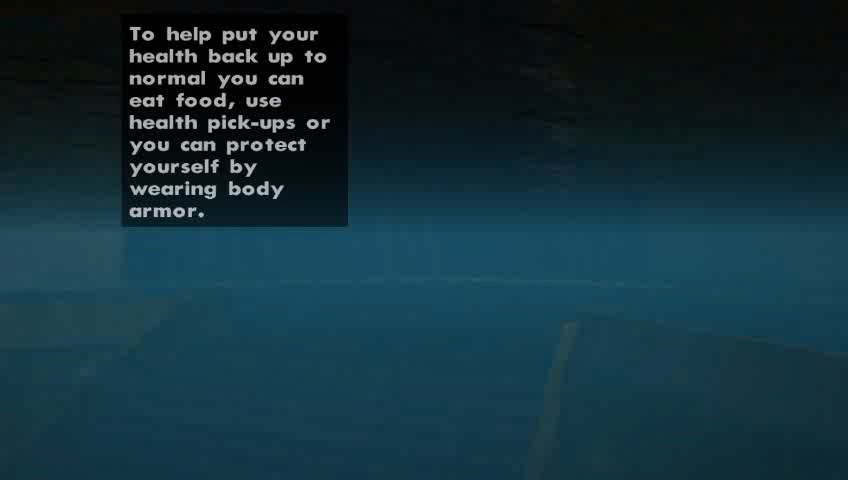 To help put your
health back up to
normal you can
eat food, use
health pick-ups or
you can protect
yourself by
wearing body
armor.